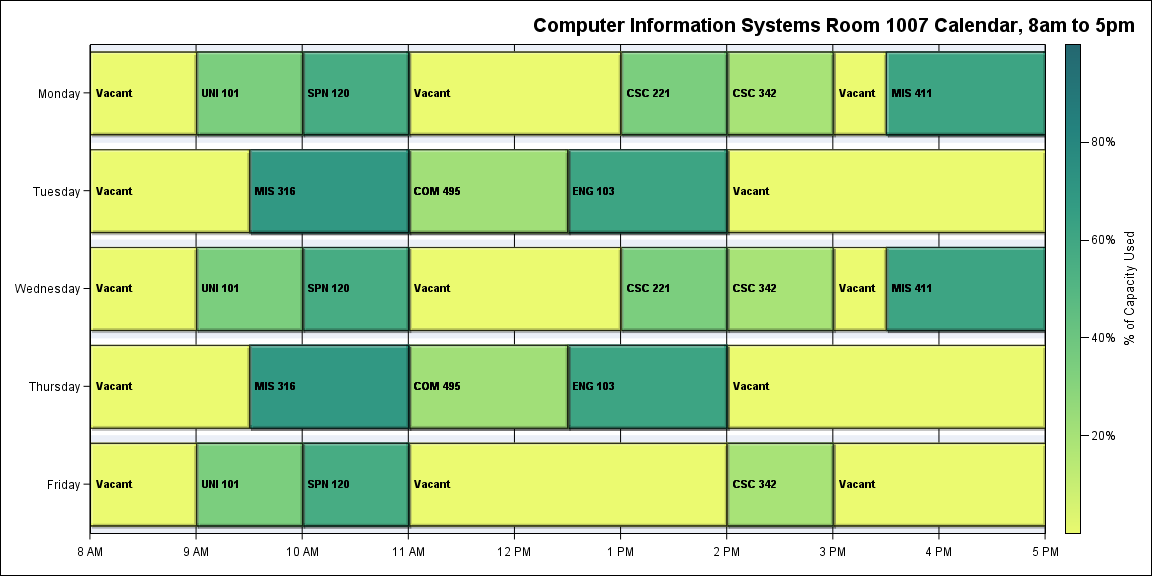 Computer Information Systems Room 1007 Calendar, 8am to 5pm
Monday Vacant UNI 101 SPN 120 Vacant CSC 221 CSC 342 Vacant MIS 411
Tuesday Vacant MIS 316 COM 495 ENG 103 Vacant
Wednesday Vacant UNI 101 SPN 120 Vacant CSC 221 CSC 342 Vacant MIS 411
Thursday Vacant MIS 316 COM 495 ENG 103 Vacant
Friday Vacant UNI 101 SPN 120 Vacant CSC 342 Vacant
8 AM 9 AM 10 AM 11 AM 12 PM 1 PM 2 PM 3 PM 4 PM 5 PM
80%
60%
40%
20%
% of Capacity Used